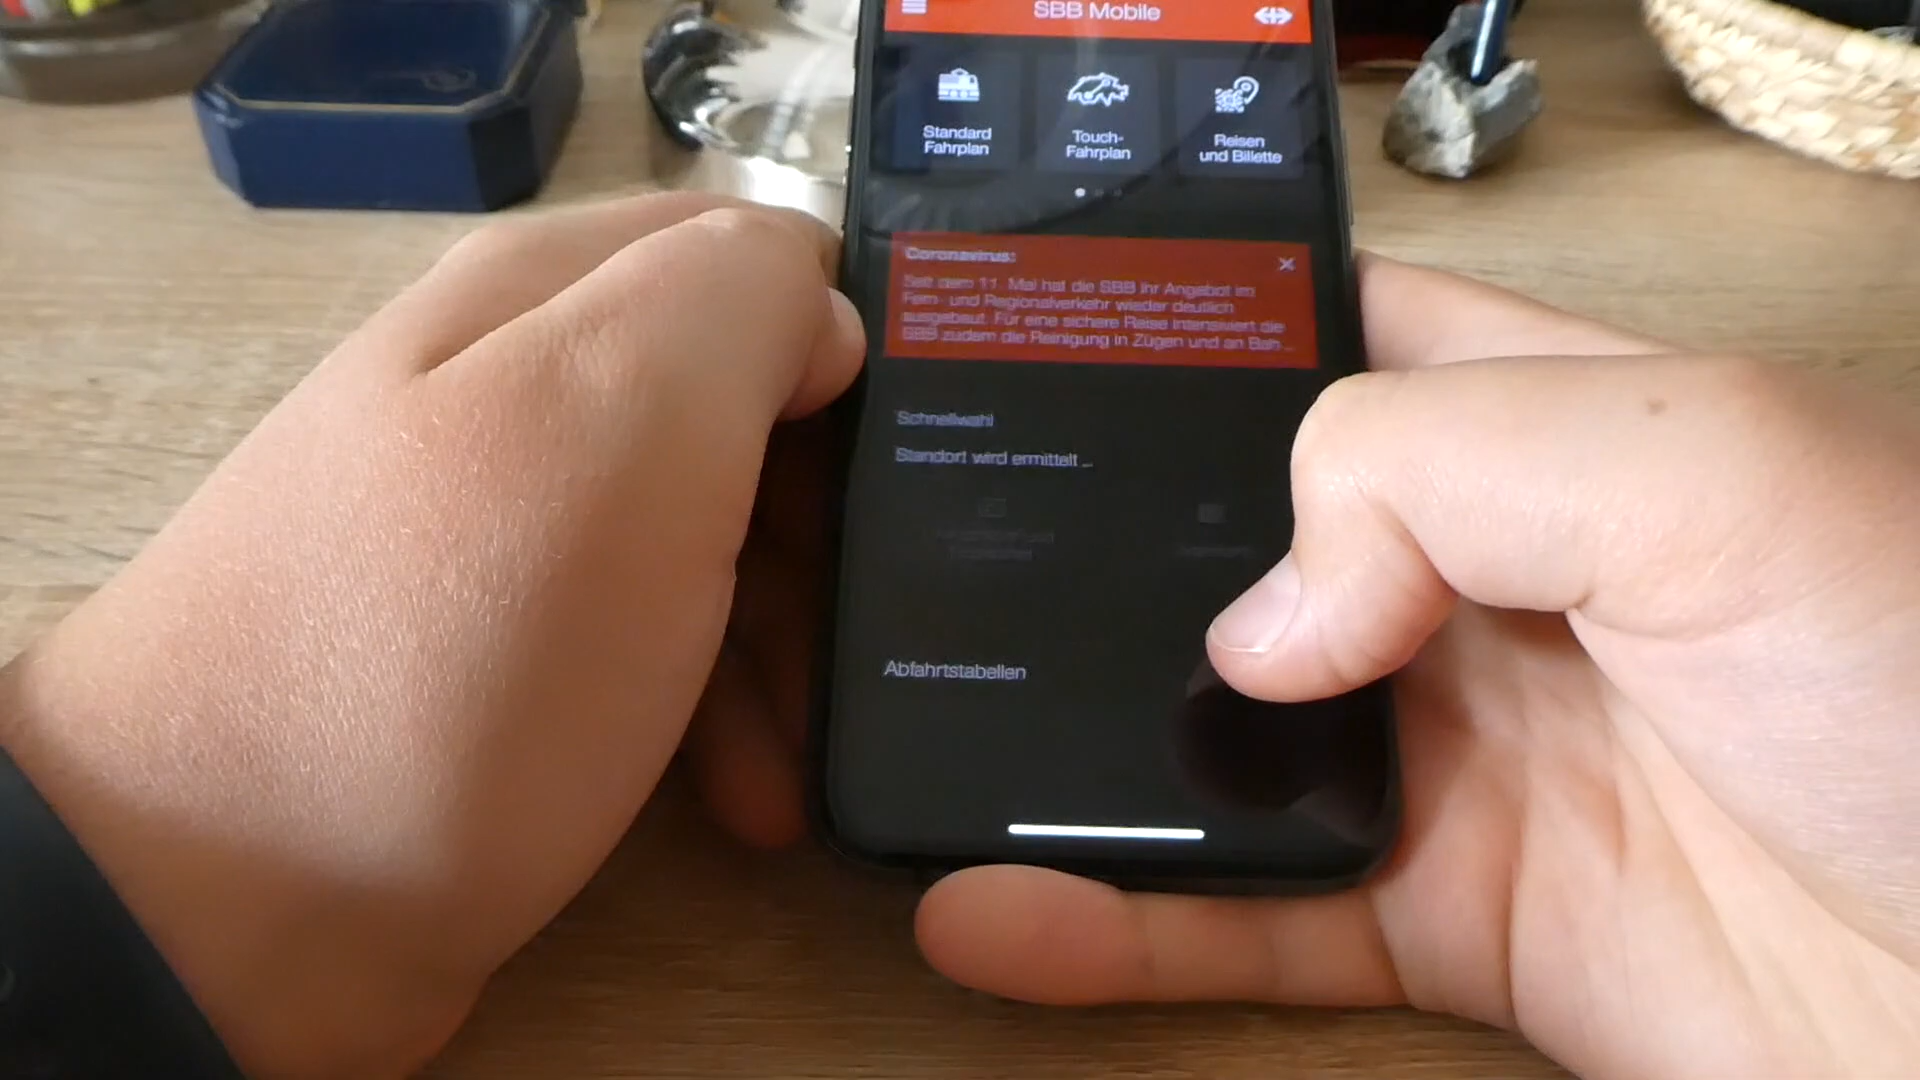 SBB Mobile
Standard
Fahrplan
Touch-
Fahrplan
Reisen
und Billette
Coronavirus:
Seit dem 11. Mai hat die SBB ihr Angebot im
Fern- und Regionalverkehr wieder deutlich
ausgebaut. Für eine sichere Reise intensiviert die
SBB zudem die Reinigung in Zügen und an Bah...
Schnellwahl
Standort wird ermittelt ...
Abfahrtstabellen